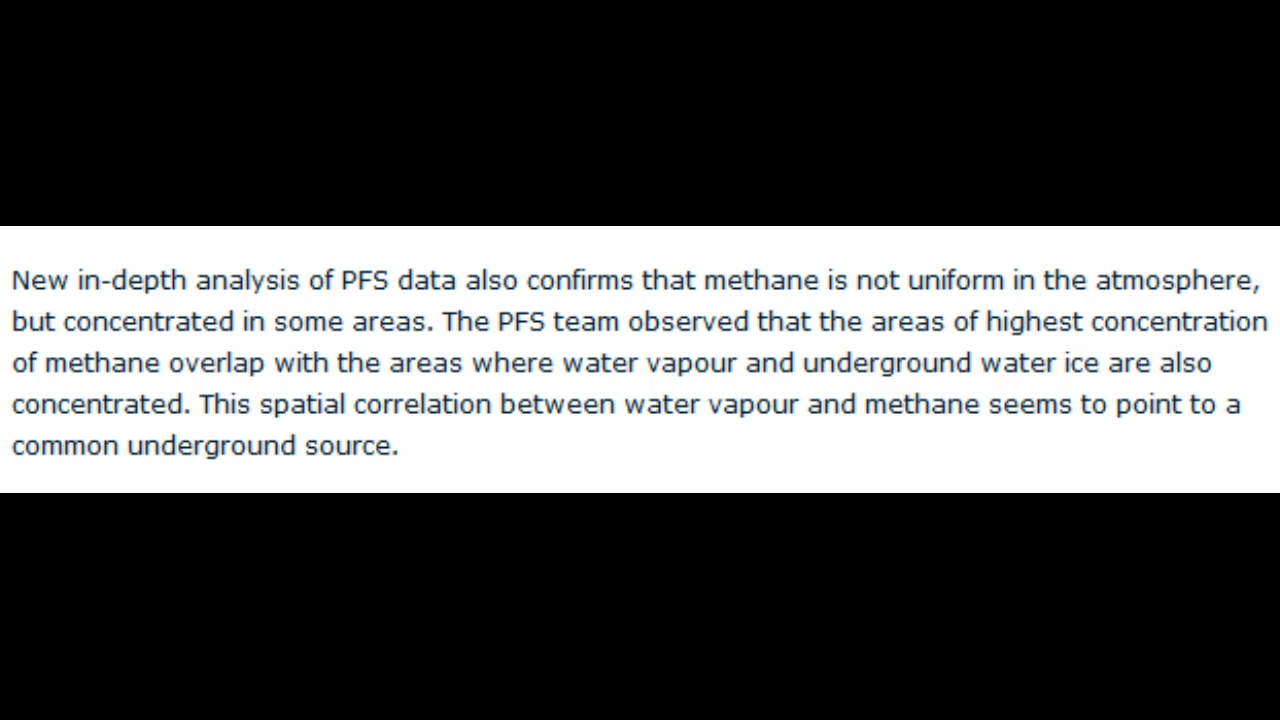 New in-depth analysis of PFS data also confirms that methane is not uniform in the atmosphere,
but concentrated in some areas. The PFS team observed that the areas of highest concentration
of methane overlap with the areas where water vapour and underground water ice are also
concentrated. This spatial correlation between water vapour and methane seems to point to a
common underground source.